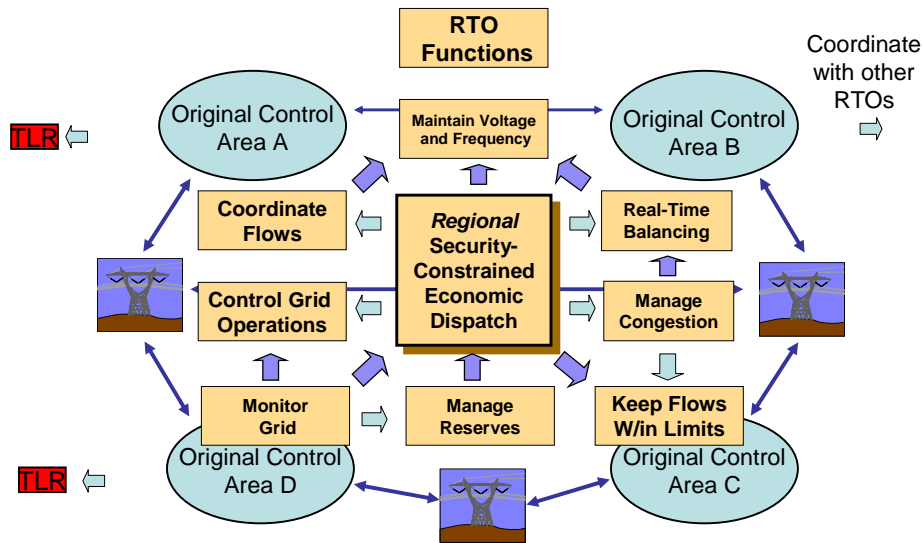 RTO
Functions
Coordinate
with other
RTOs
Original Control
Area A
Maintain Voltage
and Frequency
Original Control
Area B
TLR
Coordinate
Flows
Regional
Security-
Constrained
Economic
Dispatch
Real-Time
Balancing
Control Grid
Operations
Manage
Congestion
Monitor
Grid
Manage
Reserves
Keep Flows
W/in Limits
Original Control
Area D
Original Control
Area C
TLR